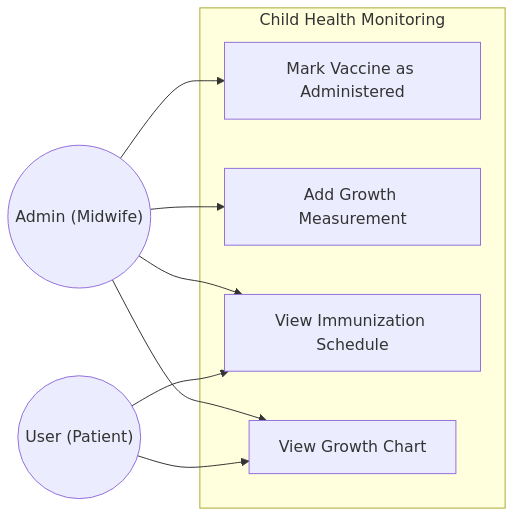 Child Health Monitoring
Mark Vaccine as
Administered
Admin (Midwife)
Add Growth
Measurement
View Immunization
Schedule
User (Patient)
View Growth Chart